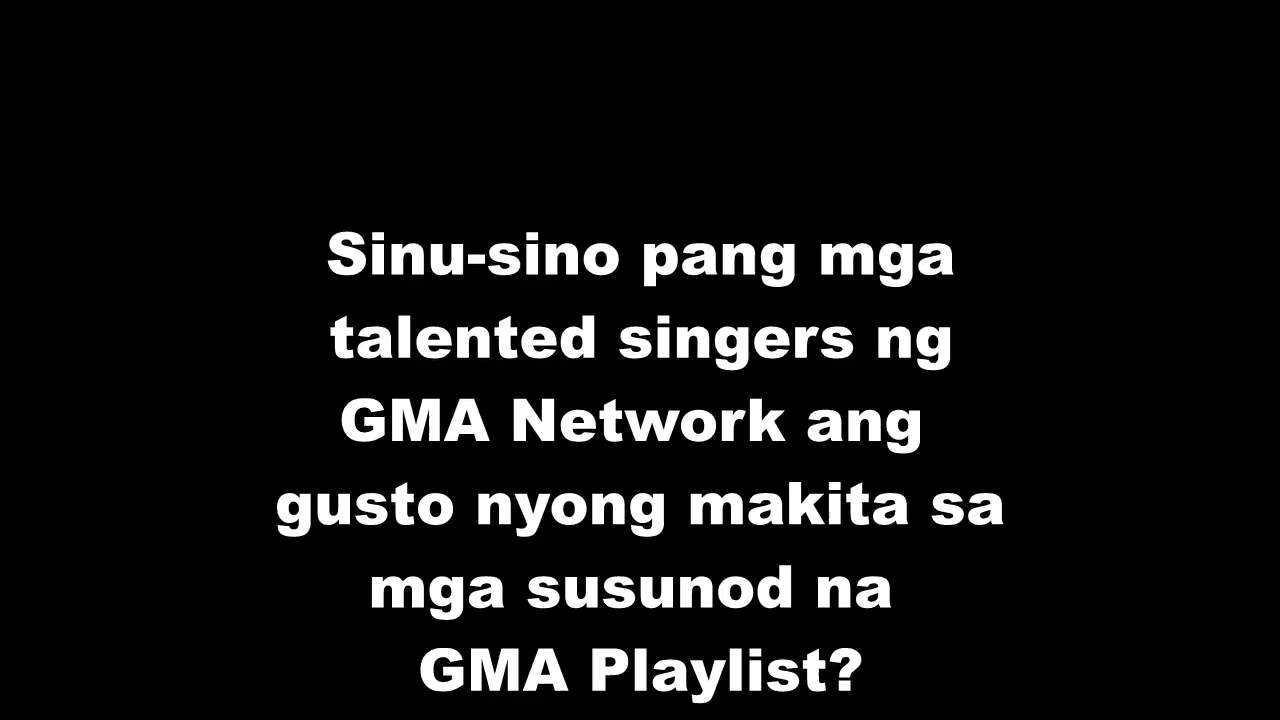 Sinu-sino pang mga
talented singers ng
GMA Network ang
gusto nyong makita sa
mga susunod na
GMA Playlist?